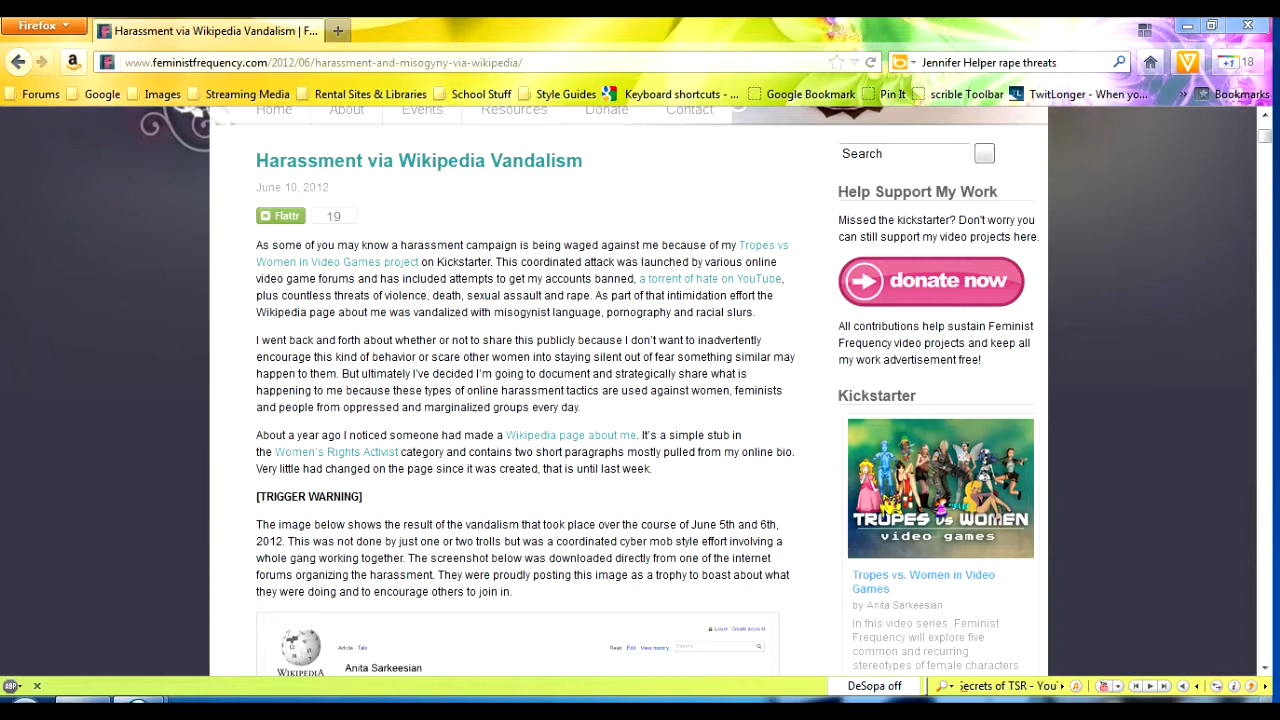 Firefox
Harassment via Wikipedia Vandalism | F...
www.feministfrequency.com/2012/06/harassment-and-misogyny-via-wikipedia/
Jennifer Helper rape threats
+1 18
Forums Google Images Streaming Media Rental Sites & Libraries School Stuff Style Guides Keyboard shortcuts - ... Google Bookmark Pin It scrible Toolbar TwitLonger - When yo... Bookmarks
Home About Events Resources Donate Contact
Harassment via Wikipedia Vandalism
June 10, 2012
Flattr 19
As some of you may know a harassment campaign is being waged against me because of my Tropes vs
Women in Video Games project on Kickstarter. This coordinated attack was launched by various online
video game forums and has included attempts to get my accounts banned, a torrent of hate on YouTube,
plus countless threats of violence, death, sexual assault and rape. As part of that intimidation effort the
Wikipedia page about me was vandalized with misogynist language, pornography and racial slurs.
I went back and forth about whether or not to share this publicly because I don't want to inadvertently
encourage this kind of behavior or scare other women into staying silent out of fear something similar may
happen to them. But ultimately I've decided I'm going to document and strategically share what is
happening to me because these types of online harassment tactics are used against women, feminists
and people from oppressed and marginalized groups every day.
About a year ago I noticed someone had made a Wikipedia page about me. It's a simple stub in
the Women's Rights Activist category and contains two short paragraphs mostly pulled from my online bio.
Very little had changed on the page since it was created, that is until last week.
[TRIGGER WARNING]
The image below shows the result of the vandalism that took place over the course of June 5th and 6th,
2012. This was not done by just one or two trolls but was a coordinated cyber mob style effort involving a
whole gang working together. The screenshot below was downloaded directly from one of the internet
forums organizing the harassment. They were proudly posting this image as a trophy to boast about what
they were doing and to encourage others to join in.
Log in Create account
Article Talk Read Edit View history Search
Anita Sarkeesian
WIKIPEDIA
Search
Help Support My Work
Missed the kickstarter? Don't worry you
can still support my video projects here.
donate now
All contributions help sustain Feminist
Frequency video projects and keep all
my work advertisement free!
Kickstarter
TROPES vs WOMEN
video games
Tropes vs. Women in Video
Games
by Anita Sarkeesian
In this video series, Feminist
Frequency will explore five
common and recurring
stereotypes of female characters
ABP
DeSopa off
Secrets of TSR - You